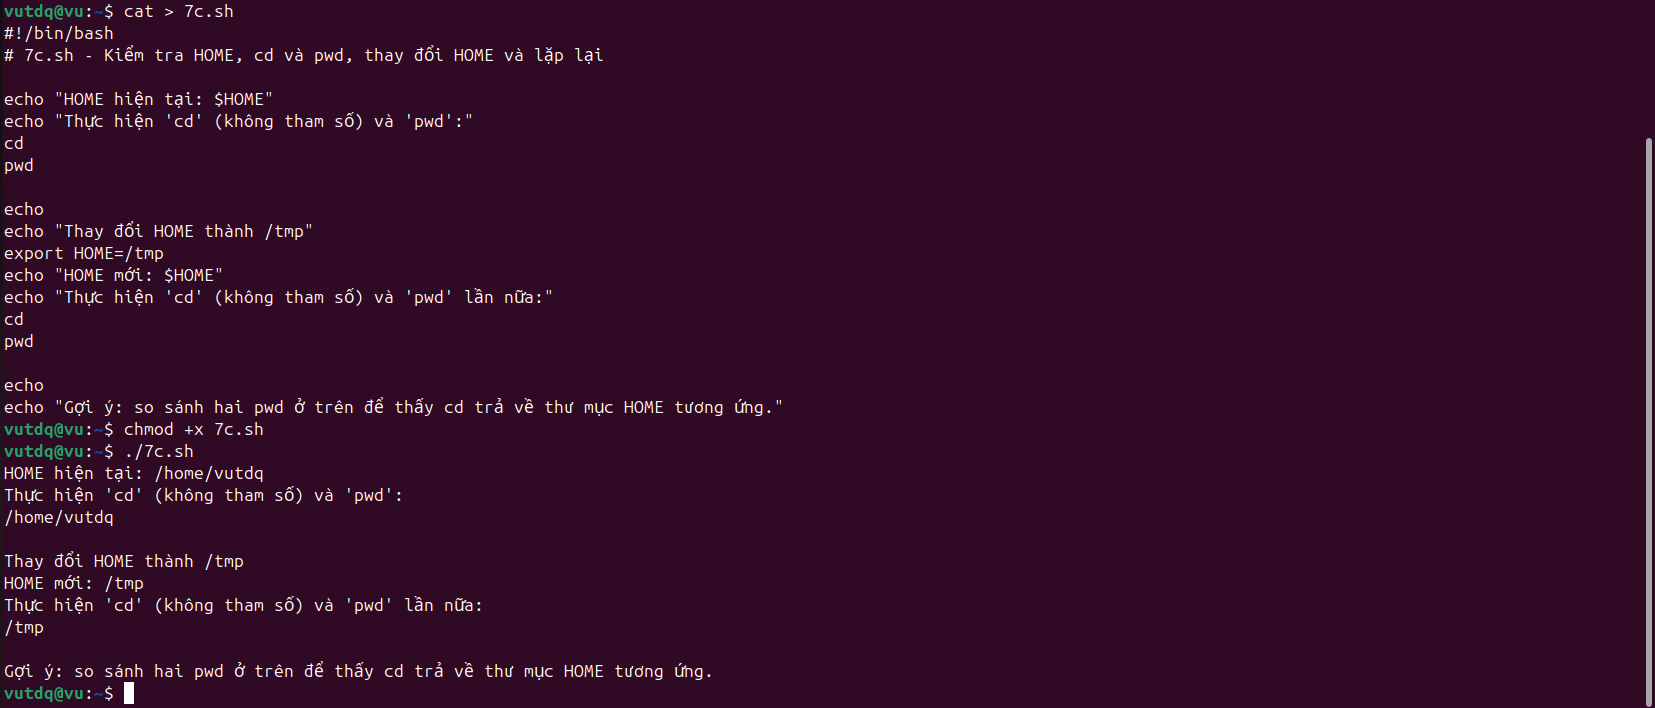 vutdq@vu:~$ cat > 7c.sh
#!/bin/bash
# 7c.sh - Kiểm tra HOME, cd và pwd, thay đổi HOME và lặp lại
echo "HOME hiện tại: $HOME"
echo "Thực hiện 'cd' (không tham số) và 'pwd':"
cd
pwd
echo
echo "Thay đổi HOME thành /tmp"
export HOME=/tmp
echo "HOME mới: $HOME"
echo "Thực hiện 'cd' (không tham số) và 'pwd' lần nữa:"
cd
pwd
echo
echo "Gợi ý: so sánh hai pwd ở trên để thấy cd trả về thư mục HOME tương ứng."
vutdq@vu:~$ chmod +x 7c.sh
vutdq@vu:~$ ./7c.sh
HOME hiện tại: /home/vutdq
Thực hiện 'cd' (không tham số) và 'pwd':
/home/vutdq
Thay đổi HOME thành /tmp
HOME mới: /tmp
Thực hiện 'cd' (không tham số) và 'pwd' lần nữa:
/tmp
Gợi ý: so sánh hai pwd ở trên để thấy cd trả về thư mục HOME tương ứng.
vutdq@vu:~$